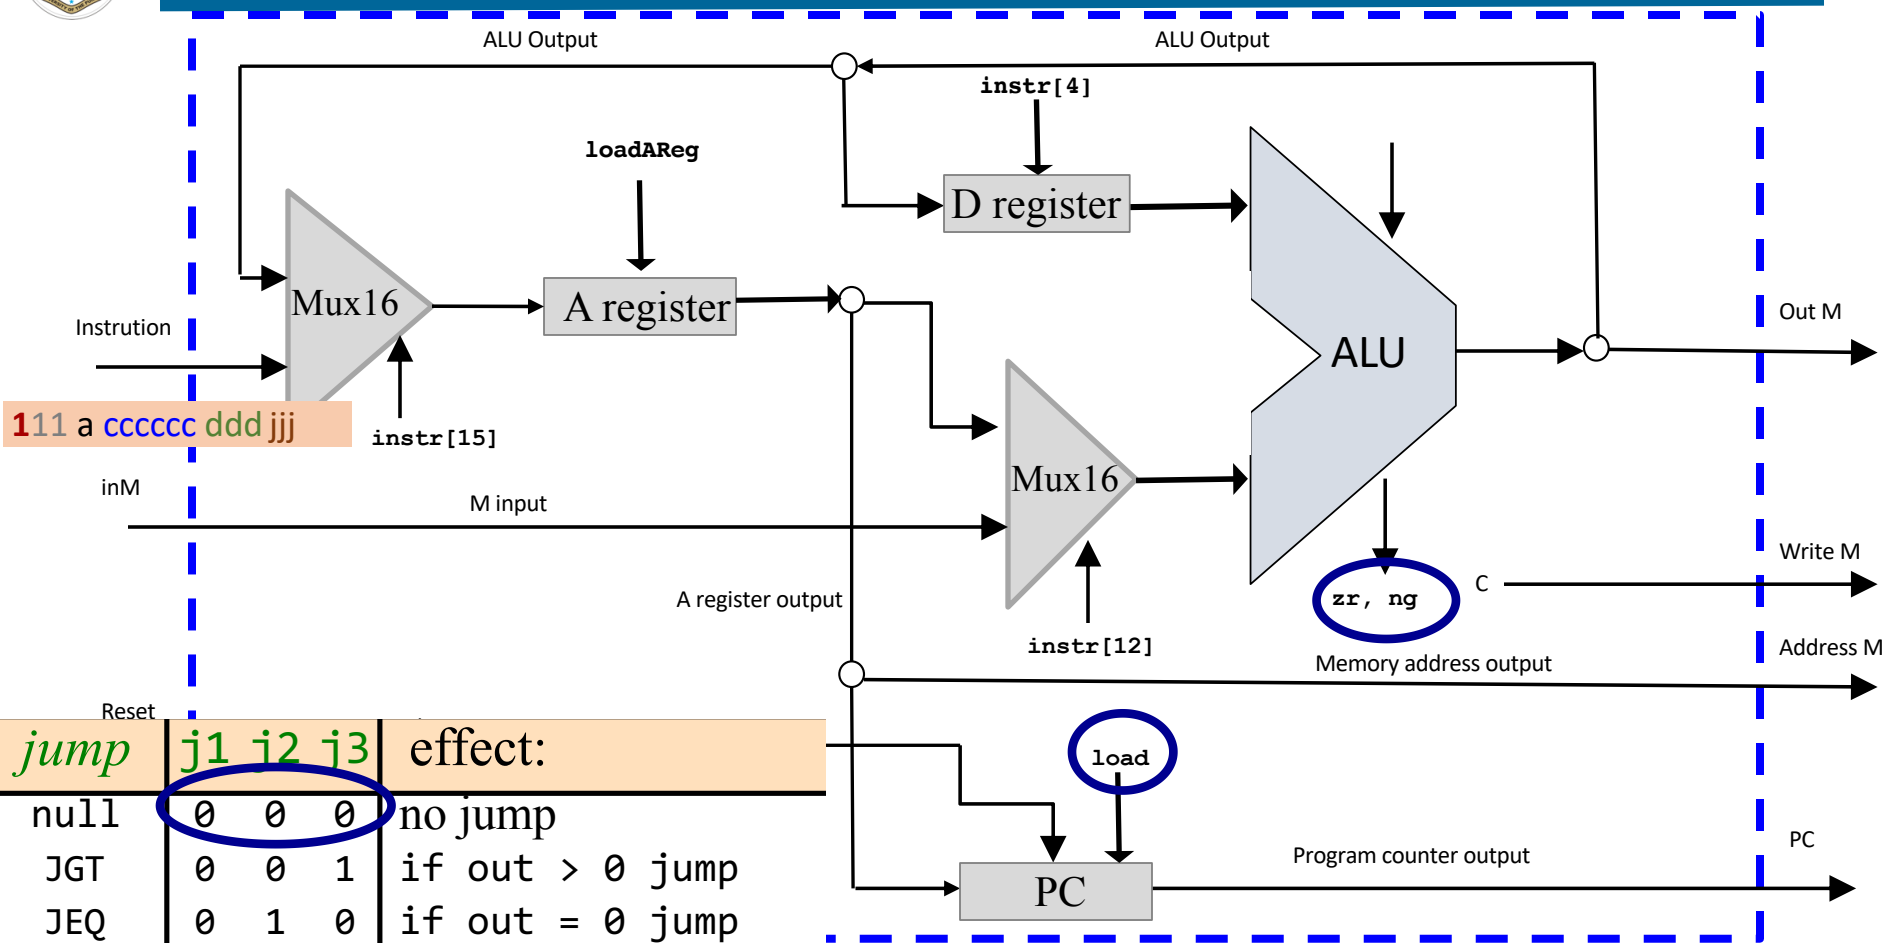 ALU Output
ALU Output
instr[4]
loadAReg
D register
Mux16
A register
Instrution
Out M
ALU
111 a cccccc ddd jjj
instr[15]
inM
M input
Mux16
Write M
C
zr, ng
A register output
instr[12]
Address M
Memory address output
Reset
jump j1 j2 j3 effect:
load
null 0 0 0 no jump
PC
Program counter output
JGT 0 0 1 if out > 0 jump
PC
JEQ 0 1 0 if out = 0 jump